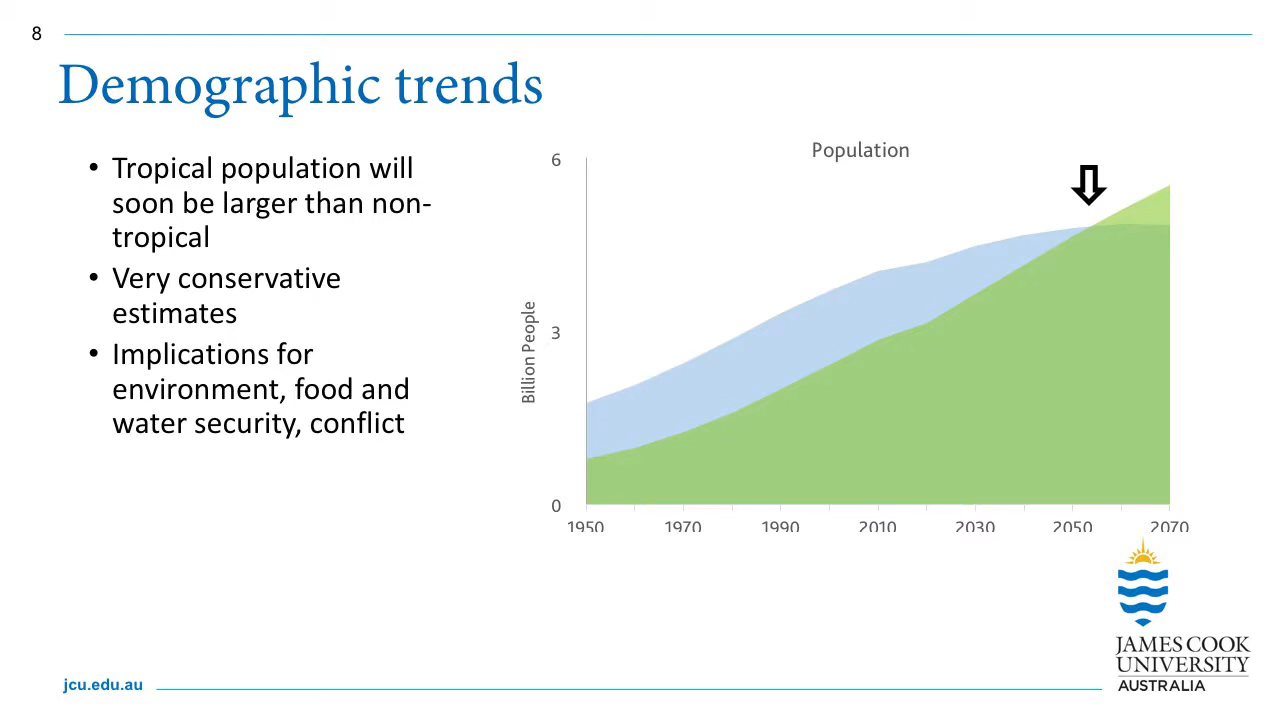 8
Demographic trends
• Tropical population will
soon be larger than non-
tropical
• Very conservative
estimates
• Implications for
environment, food and
water security, conflict
Population
6
3
0
Billion People
1950 1970 1990 2010 2030 2050 2070
JAMES COOK
UNIVERSITY
AUSTRALIA
jcu.edu.au